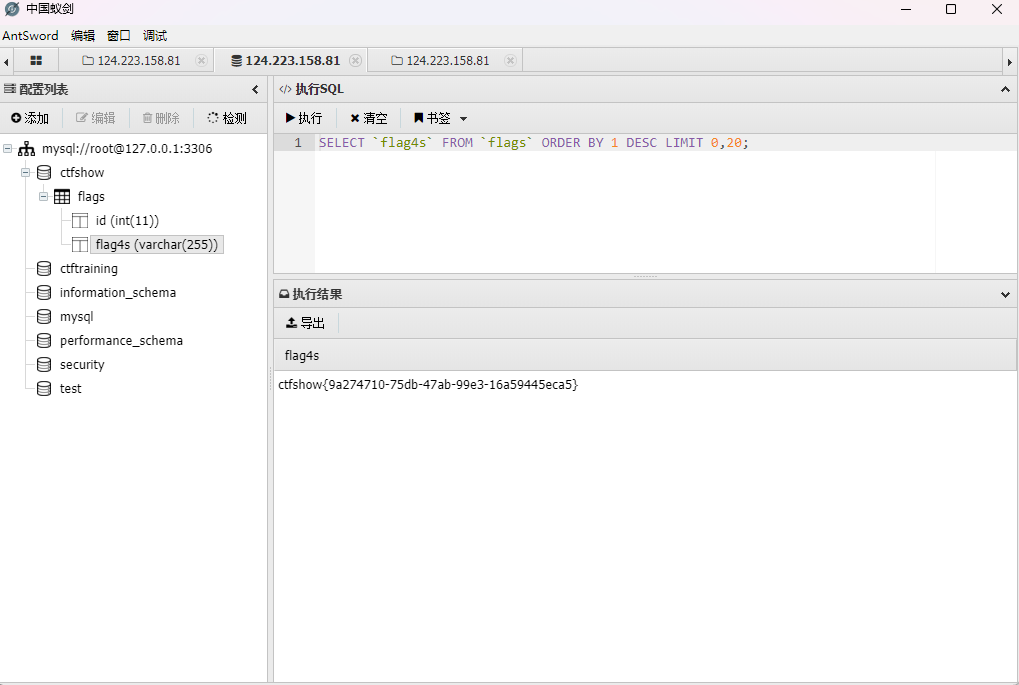 中国蚁剑
AntSword 编辑 窗口 调试
124.223.158.81 124.223.158.81 124.223.158.81
配置列表
添加 编辑 删除 检测
mysql://root@127.0.0.1:3306
ctfshow
flags
id (int(11))
flag4s (varchar(255))
ctftraining
information_schema
mysql
performance_schema
security
test
</> 执行SQL
执行 清空 书签
1 SELECT `flag4s` FROM `flags` ORDER BY 1 DESC LIMIT 0,20;
执行结果
导出
flag4s
ctfshow{9a274710-75db-47ab-99e3-16a59445eca5}